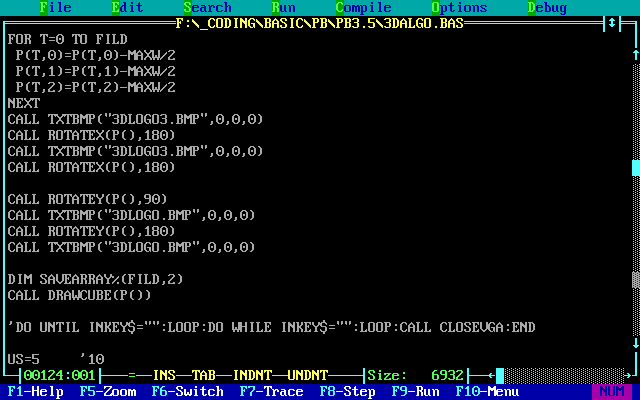 File Edit Search Run Compile Options Debug
F:\_CODING\BASIC\PB\PB3.5\3DALGO.BAS
FOR T=0 TO FILD
P(T,0)=P(T,0)-MAXW/2
P(T,1)=P(T,1)-MAXW/2
P(T,2)=P(T,2)-MAXW/2
NEXT
CALL TXTBMP("3DLOGO3.BMP",0,0,0)
CALL ROTATEX(P(),180)
CALL TXTBMP("3DLOGO3.BMP",0,0,0)
CALL ROTATEX(P(),180)
CALL ROTATEY(P(),90)
CALL TXTBMP("3DLOGO.BMP",0,0,0)
CALL ROTATEY(P(),180)
CALL TXTBMP("3DLOGO.BMP",0,0,0)
DIM SAVEARRAY%(FILD,2)
CALL DRAWCUBE(P())
'DO UNTIL INKEY$="":LOOP:DO WHILE INKEY$="":LOOP:CALL CLOSEVGA:END
US=5 '10
00124:001 INS TAB INDNT UNDNT Size: 6932
F1-Help F5-Zoom F6-Switch F7-Trace F8-Step F9-Run F10-Menu NUM